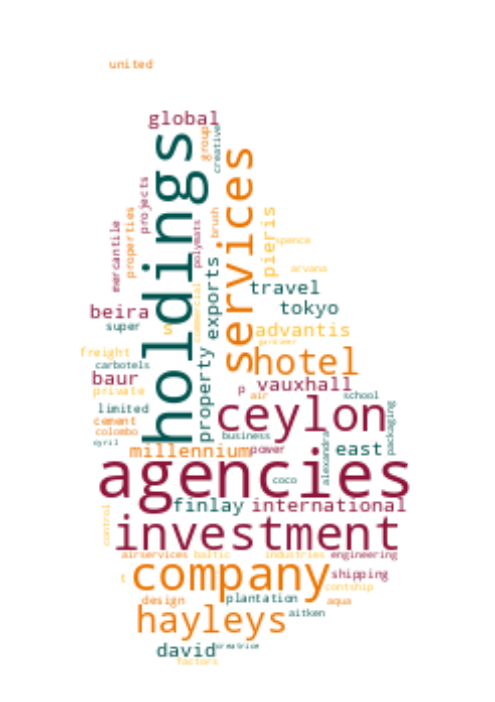 united
global
holdings
services
group
creative
projects
properties
mercantile
polymats
brush
pieris
spence
arvana
exports
commercial
travel
tokyo
beira
super
s
advantis
freight
carbotels
hotel
baur
private
property
vauxhall
p
air
school
limited
ceylon
packaging
cement
colombo
cyril
business
millennium
power
alexandra
east
agencies
coco
finlay
international
control
investment
airservices
baltic
industries
engineering
company
shipping
t
contship
design
plantation
aqua
hayleys
aitken
david
factors